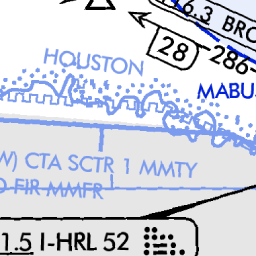 6.3 BRO
28
286-
HOUSTON
MABUS
W) CTA SCTR 1 MMTY
O FIR MMFR
1.5 I-HRL 52